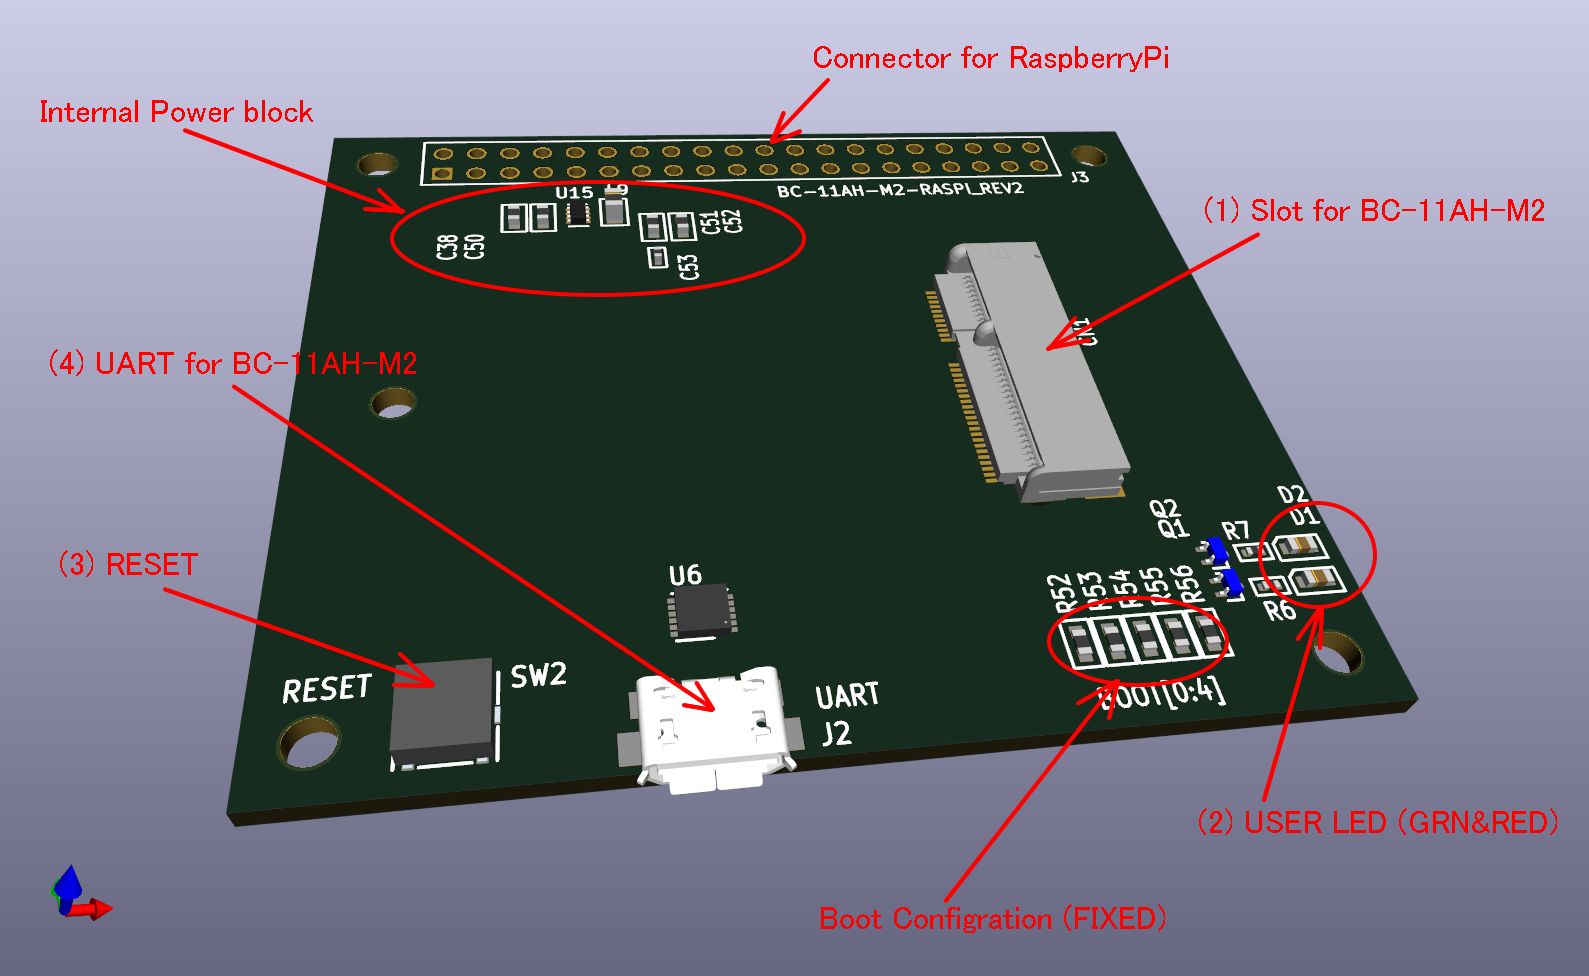 Connector for RaspberryPi
Internal Power block
BC-11AH-M2-RASPI_REV2
J3
U15
C38
C50
C51
C52
C53
(1) Slot for BC-11AH-M2
CN1
(4) UART for BC-11AH-M2
D2
D1
Q2
Q1
R7
R6
R52
R53
R54
R55
R56
BOOT[0:4]
(3) RESET
U6
RESET
SW2
UART
J2
(2) USER LED (GRN&RED)
Boot Configration (FIXED)